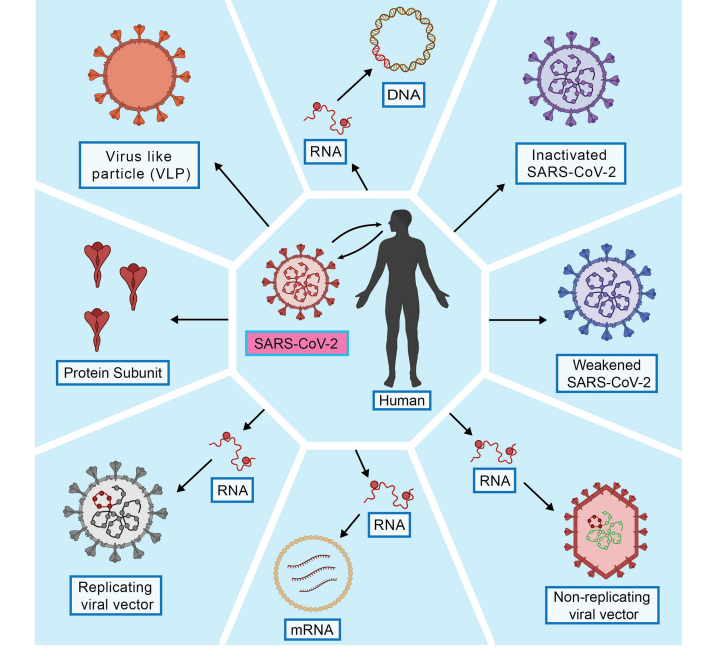 DNA
RNA
Virus like
particle (VLP)
Inactivated
SARS-CoV-2
SARS-CoV-2
Human
Protein Subunit
Weakened
SARS-CoV-2
RNA
RNA
RNA
Replicating
viral vector
mRNA
Non-replicating
viral vector